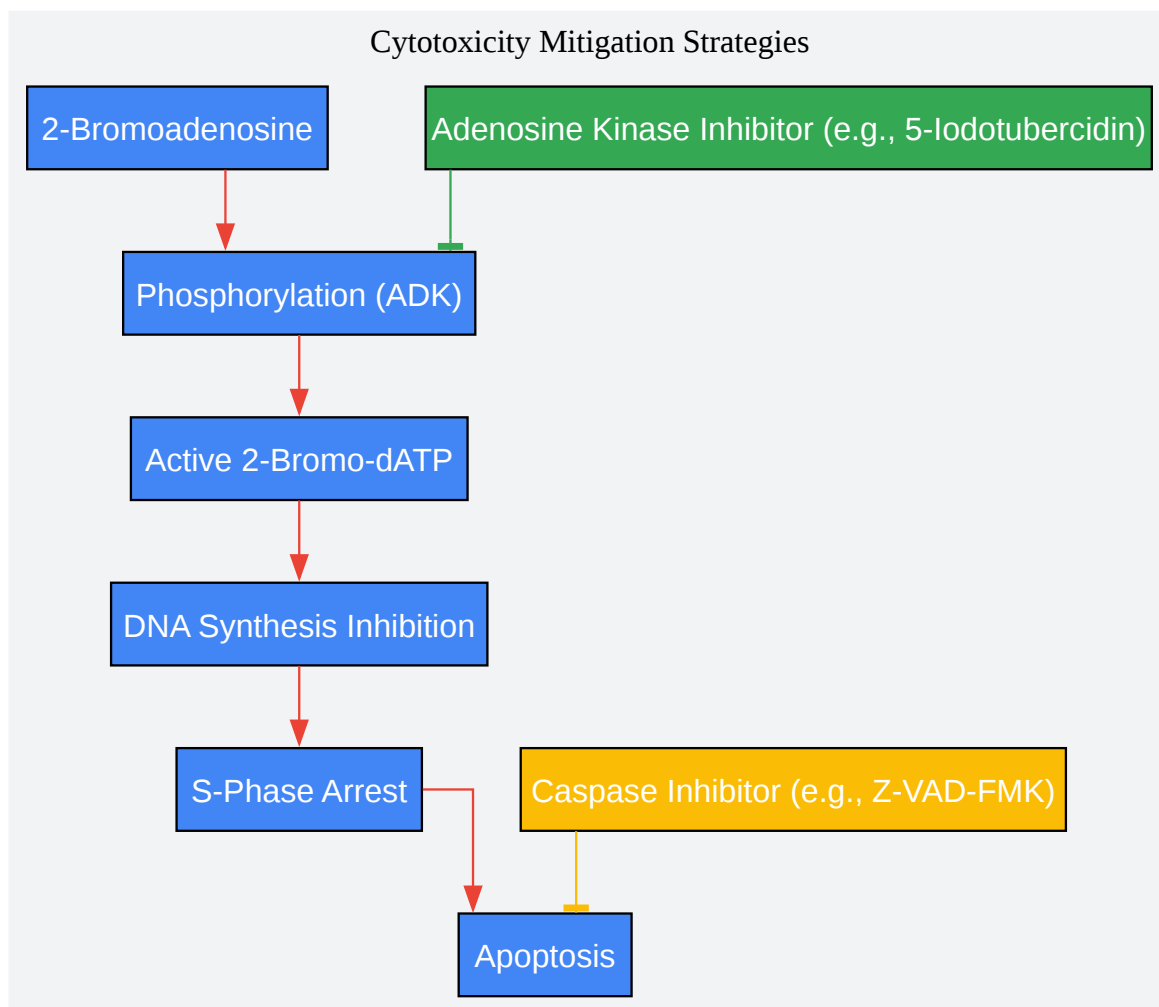 Cytotoxicity Mitigation Strategies
2-Bromoadenosine
Adenosine Kinase Inhibitor (e.g., 5-Iodotubercidin)
Phosphorylation (ADK)
Active 2-Bromo-dATP
DNA Synthesis Inhibition
S-Phase Arrest
Caspase Inhibitor (e.g., Z-VAD-FMK)
Apoptosis